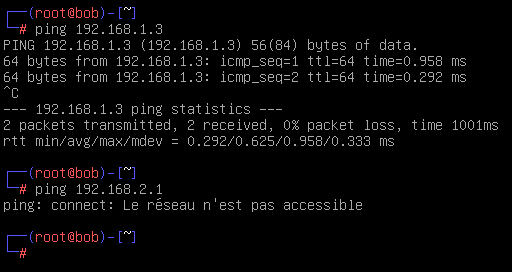 ┌──(root@bob)-[~]
└─# ping 192.168.1.3
PING 192.168.1.3 (192.168.1.3) 56(84) bytes of data.
64 bytes from 192.168.1.3: icmp_seq=1 ttl=64 time=0.958 ms
64 bytes from 192.168.1.3: icmp_seq=2 ttl=64 time=0.292 ms
^C
--- 192.168.1.3 ping statistics ---
2 packets transmitted, 2 received, 0% packet loss, time 1001ms
rtt min/avg/max/mdev = 0.292/0.625/0.958/0.333 ms
┌──(root@bob)-[~]
└─# ping 192.168.2.1
ping: connect: Le réseau n'est pas accessible
┌──(root@bob)-[~]
└─#